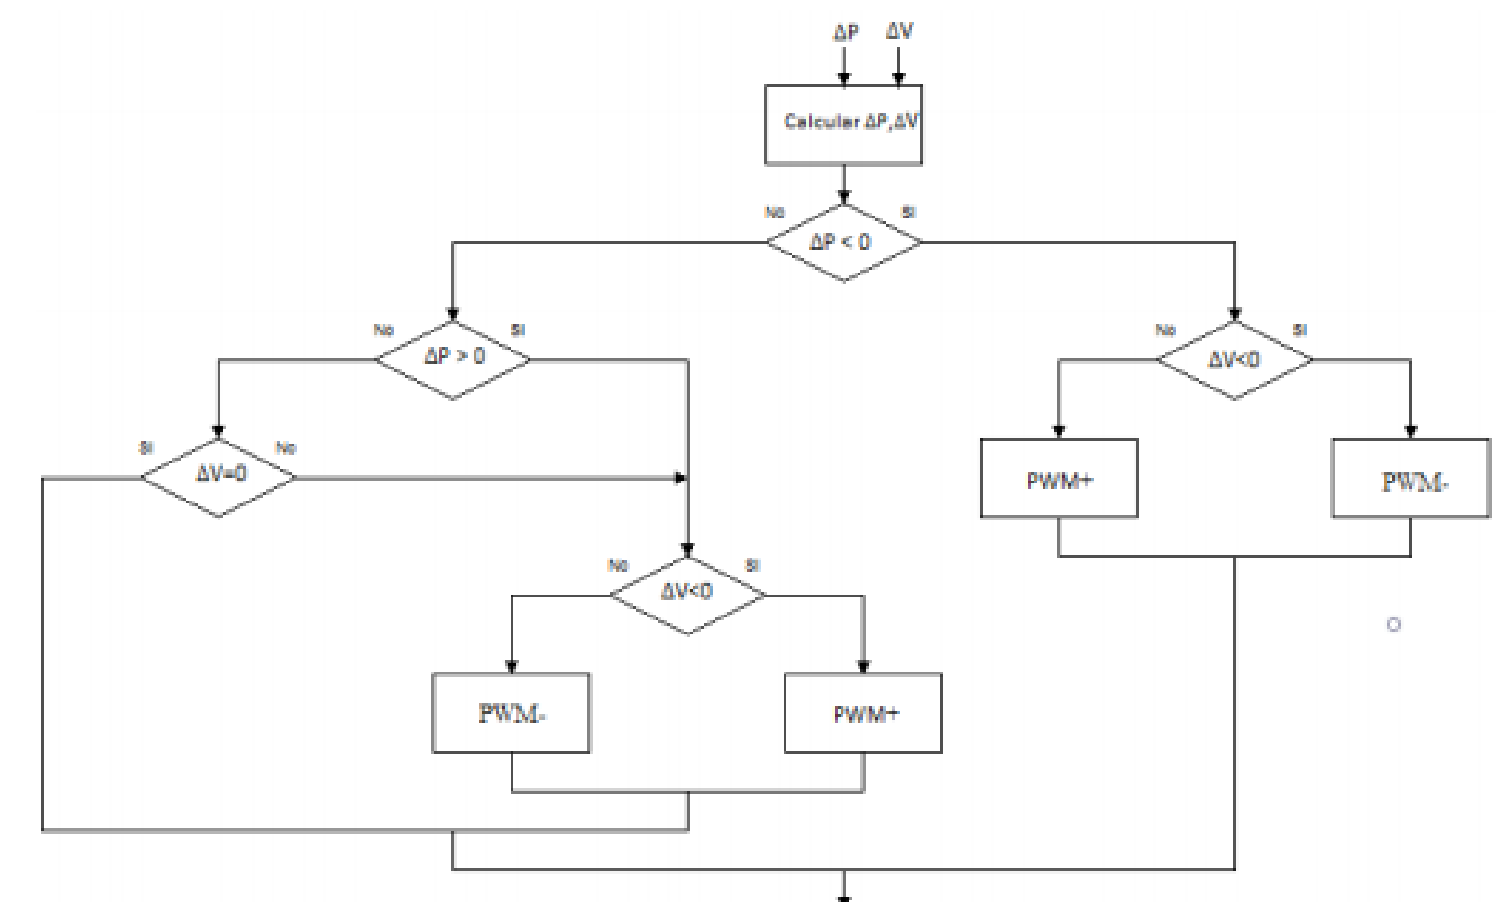 ΔP ΔV
Calcular ΔP,ΔV
No SI
ΔP < 0
No SI
ΔP > 0
No SI
ΔV<0
SI No
ΔV=0
PWM+
PWM-
No SI
ΔV<0
PWM-
PWM+